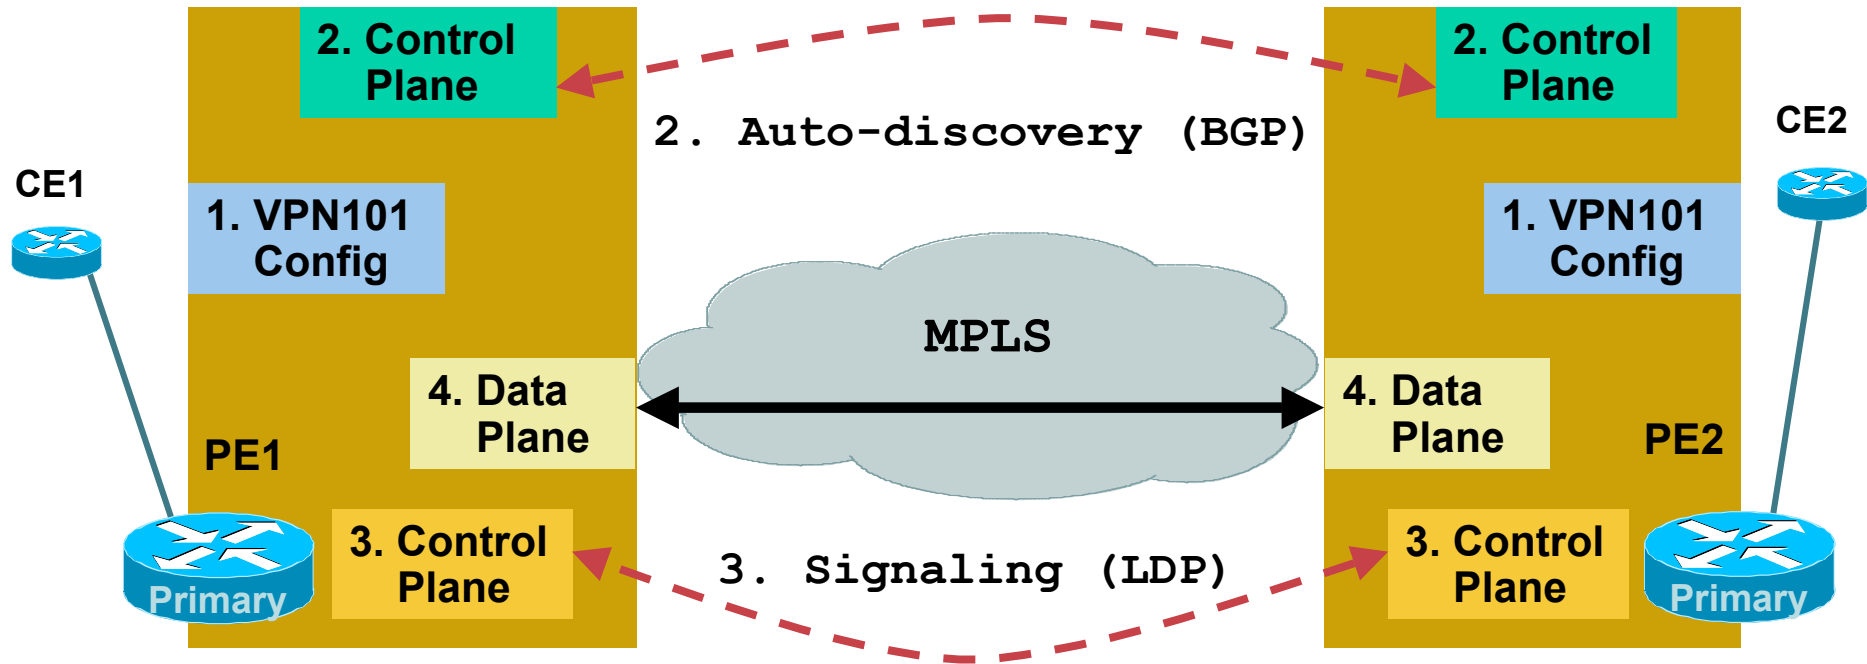 2. Control
Plane
2. Control
Plane
2. Auto-discovery (BGP)
CE1
CE2
1. VPN101
Config
1. VPN101
Config
MPLS
4. Data
Plane
4. Data
Plane
PE1
PE2
3. Control
Plane
3. Signaling (LDP)
3. Control
Plane
Primary
Primary